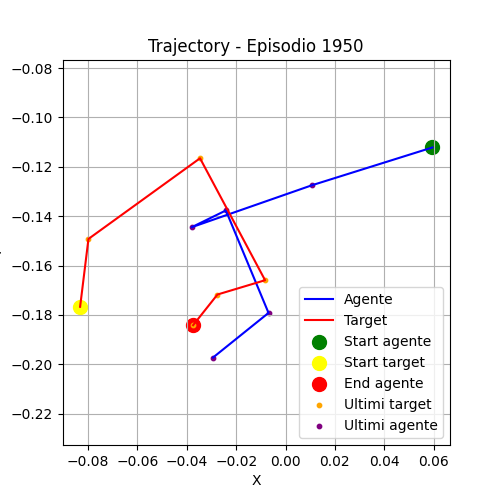 Trajectory - Episodio 1950
−0.08
−0.10
−0.12
−0.14
−0.16
−0.18
−0.20
−0.22
Agente
Target
Start agente
Start target
End agente
Ultimi target
Ultimi agente
−0.08 −0.06 −0.04 −0.02 0.00 0.02 0.04 0.06
X